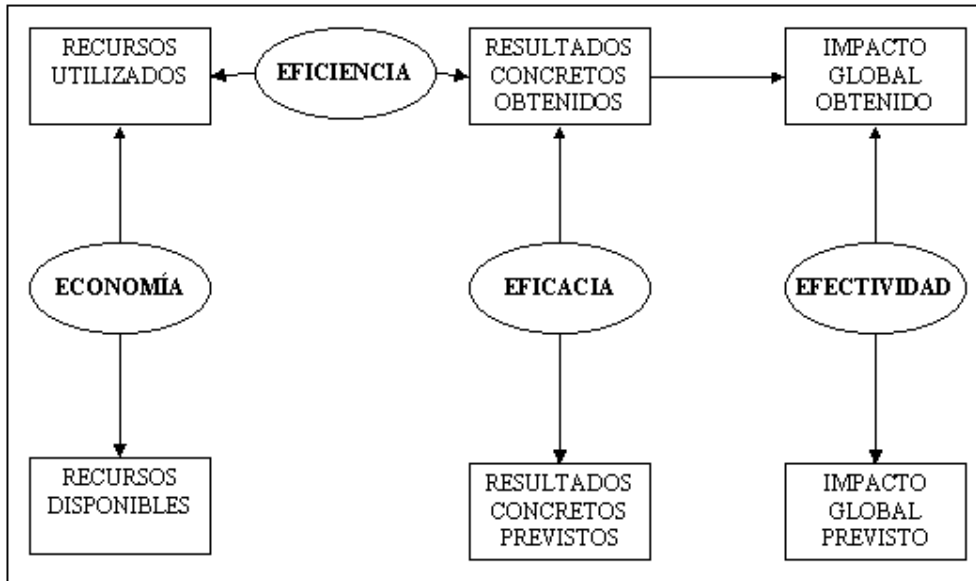 RECURSOS
UTILIZADOS
EFICIENCIA
RESULTADOS
CONCRETOS
OBTENIDOS
IMPACTO
GLOBAL
OBTENIDO
ECONOMÍA
EFICACIA
EFECTIVIDAD
RECURSOS
DISPONIBLES
RESULTADOS
CONCRETOS
PREVISTOS
IMPACTO
GLOBAL
PREVISTO